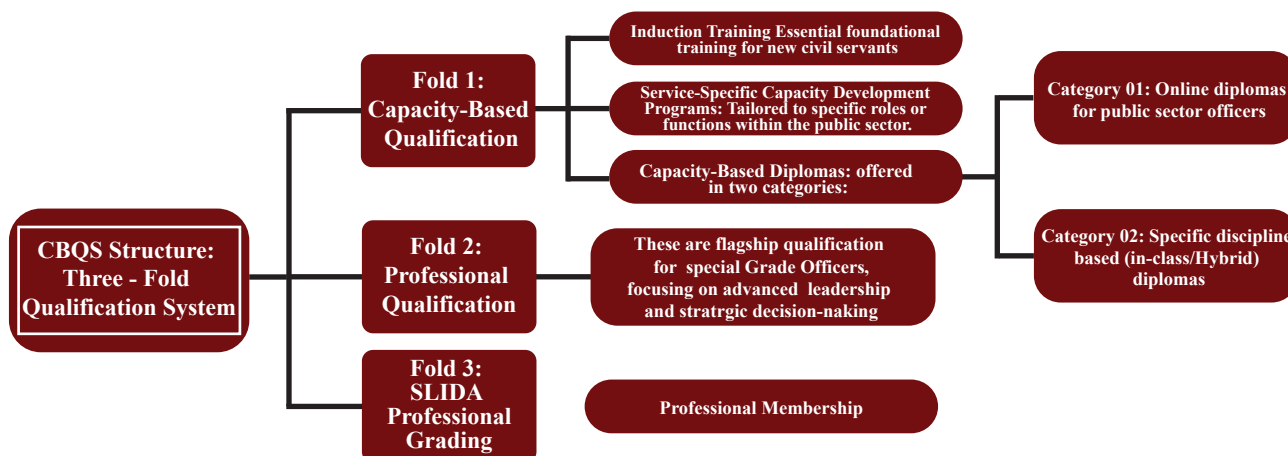 CBQS Structure:
Three - Fold
Qualification System
Fold 1:
Capacity-Based
Qualification
Induction Training Essential foundational
training for new civil servants
Service-Specific Capacity Development
Programs: Tailored to specific roles or
functions within the public sector.
Capacity-Based Diplomas: offered
in two categories:
Category 01: Online diplomas
for public sector officers
Category 02: Specific discipline
based (in-class/Hybrid)
diplomas
Fold 2:
Professional
Qualification
These are flagship qualification
for special Grade Officers,
focusing on advanced leadership
and stratrgic decision-naking
Fold 3:
SLIDA
Professional
Grading
Professional Membership